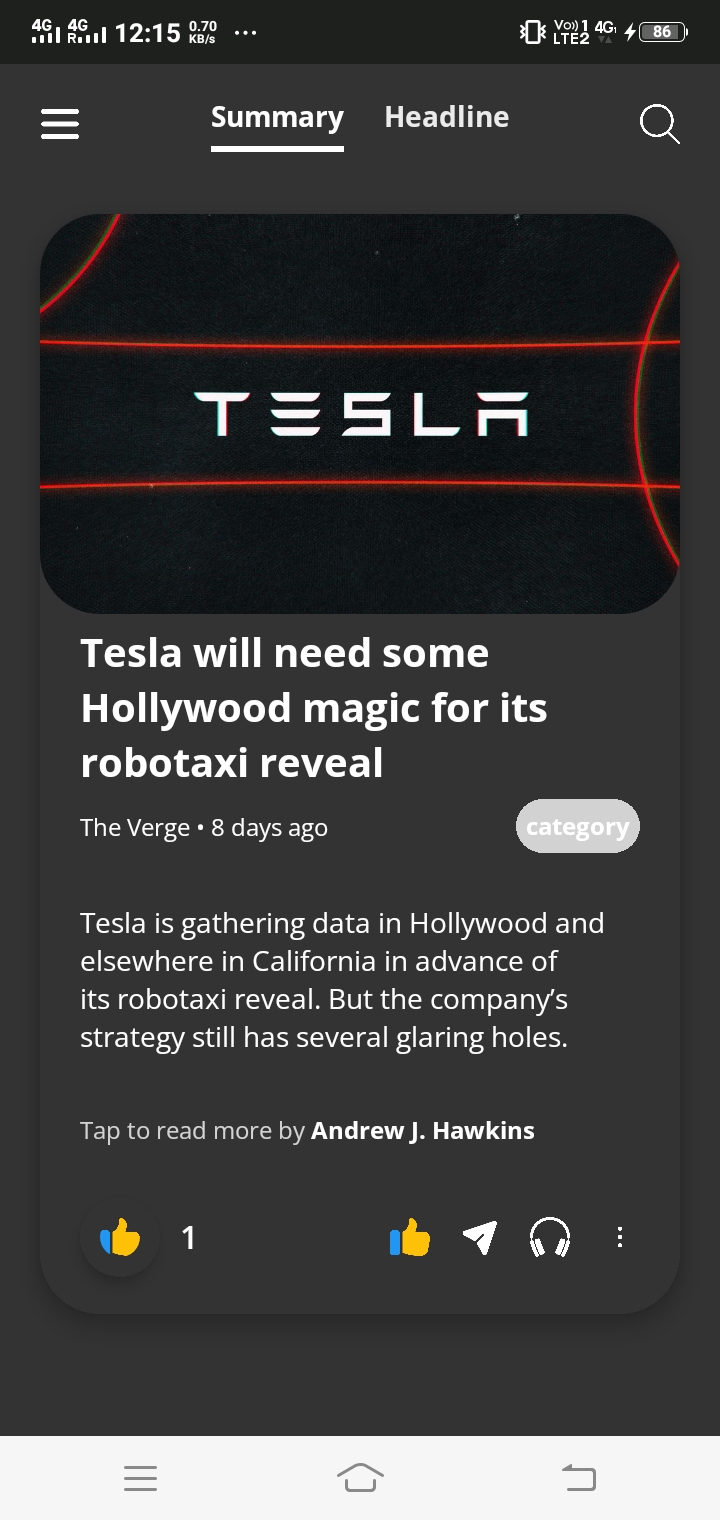 4G 4G R 12:15 0.70 KB/s ... VoLTE 1 2 4G 86
Summary Headline
TESLA
Tesla will need some
Hollywood magic for its
robotaxi reveal
The Verge • 8 days ago category
Tesla is gathering data in Hollywood and
elsewhere in California in advance of
its robotaxi reveal. But the company’s
strategy still has several glaring holes.
Tap to read more by Andrew J. Hawkins
1